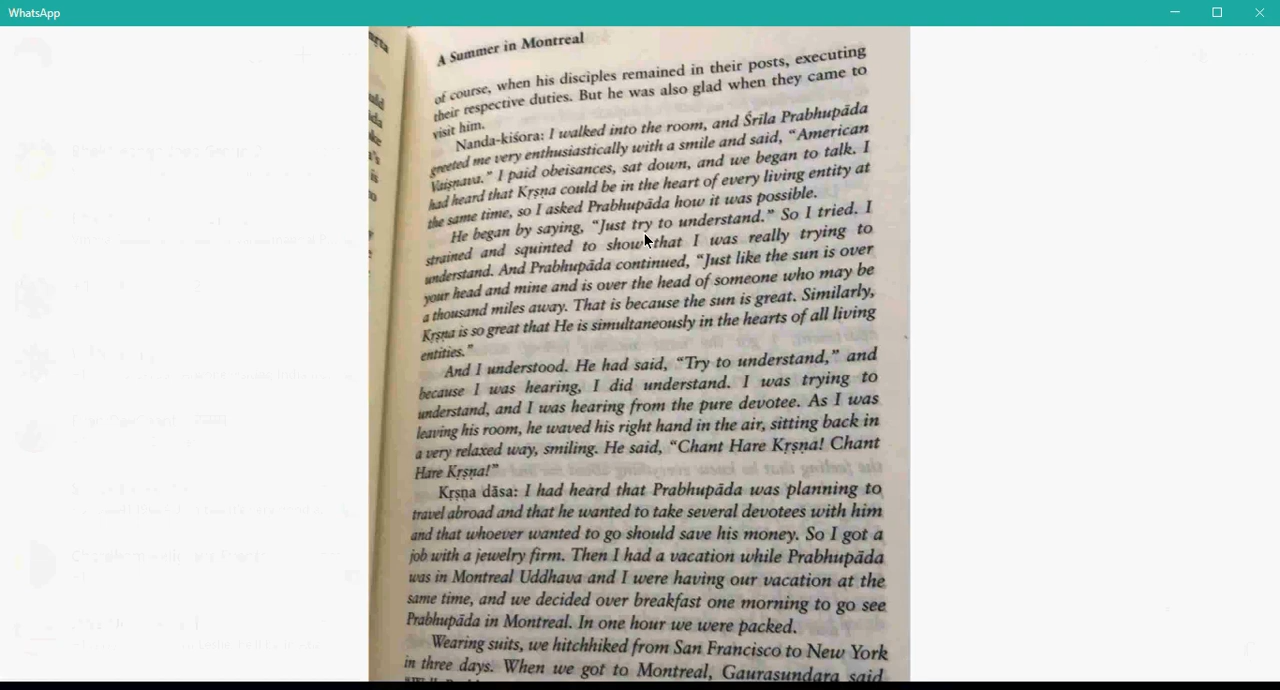 WhatsApp
A Summer in Montreal
of course, when his disciples remained in their posts, executing
their respective duties. But he was also glad when they came to
visit him.
Nanda-kiśora: I walked into the room, and Śrīla Prabhupāda
greeted me very enthusiastically with a smile and said, “American
Vaiṣṇava.” I paid obeisances, sat down, and we began to talk. I
had heard that Kṛṣṇa could be in the heart of every living entity at
the same time, so I asked Prabhupāda how it was possible.
He began by saying, “Just try to understand.” So I tried. I
strained and squinted to show that I was really trying to
understand. And Prabhupāda continued, “Just like the sun is over
your head and mine and is over the head of someone who may be
a thousand miles away. That is because the sun is great. Similarly,
Kṛṣṇa is so great that He is simultaneously in the hearts of all living
entities.”
And I understood. He had said, “Try to understand,” and
because I was hearing, I did understand. I was trying to
understand, and I was hearing from the pure devotee. As I was
leaving his room, he waved his right hand in the air, sitting back in
a very relaxed way, smiling. He said, “Chant Hare Kṛṣṇa! Chant
Hare Kṛṣṇa!”
Kṛṣṇa dāsa: I had heard that Prabhupāda was planning to
travel abroad and that he wanted to take several devotees with him
and that whoever wanted to go should save his money. So I got a
job with a jewelry firm. Then I had a vacation while Prabhupāda
was in Montreal Uddhava and I were having our vacation at the
same time, and we decided over breakfast one morning to go see
Prabhupāda in Montreal. In one hour we were packed.
Wearing suits, we hitchhiked from San Francisco to New York
in three days. When we got to Montreal, Gaurasundara said